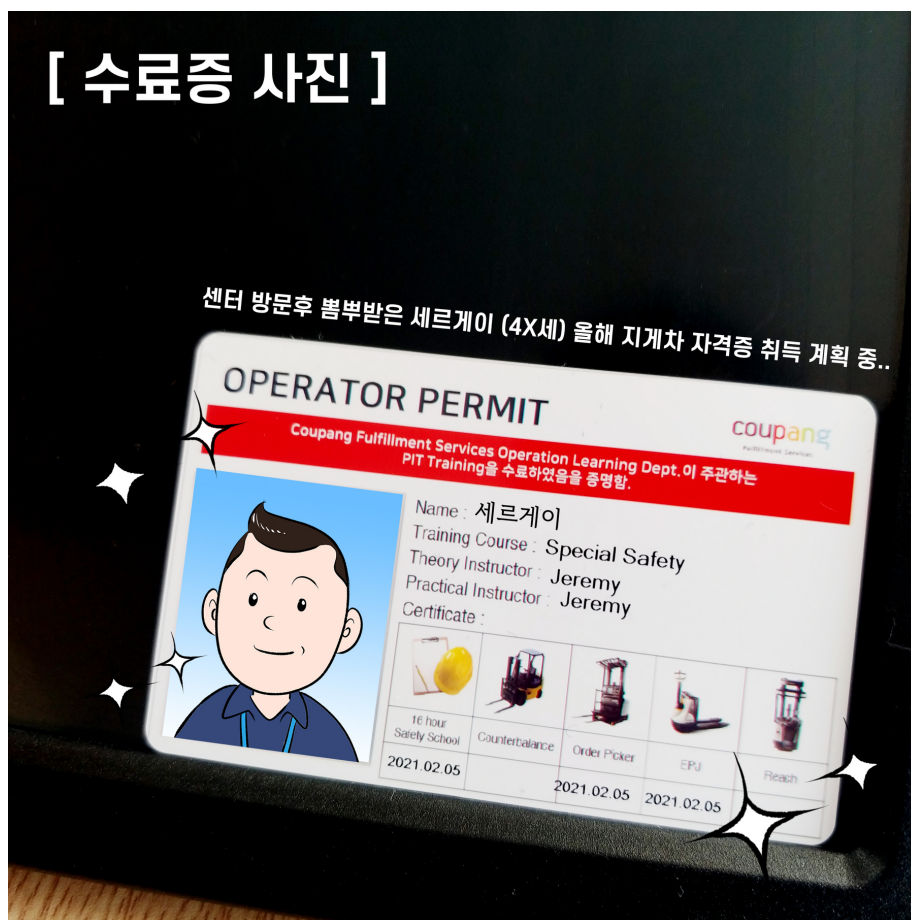 [ 수료증 사진 ]
센터 방문후 뽐뿌받은 세르게이 (4X세) 올해 지게차 자격증 취득 계획 중..
OPERATOR PERMIT
coupang
Fulfillment Services
Coupang Fulfillment Services Operation Learning Dept.이 주관하는
PIT Training을 수료하였음을 증명함.
Name : 세르게이
Training Course : Special Safety
Theory Instructor : Jeremy
Practical Instructor : Jeremy
Certificate :
16 hour
Safety School
Counterbalance
Order Picker
EPJ
Reach
2021.02.05
2021.02.05
2021.02.05